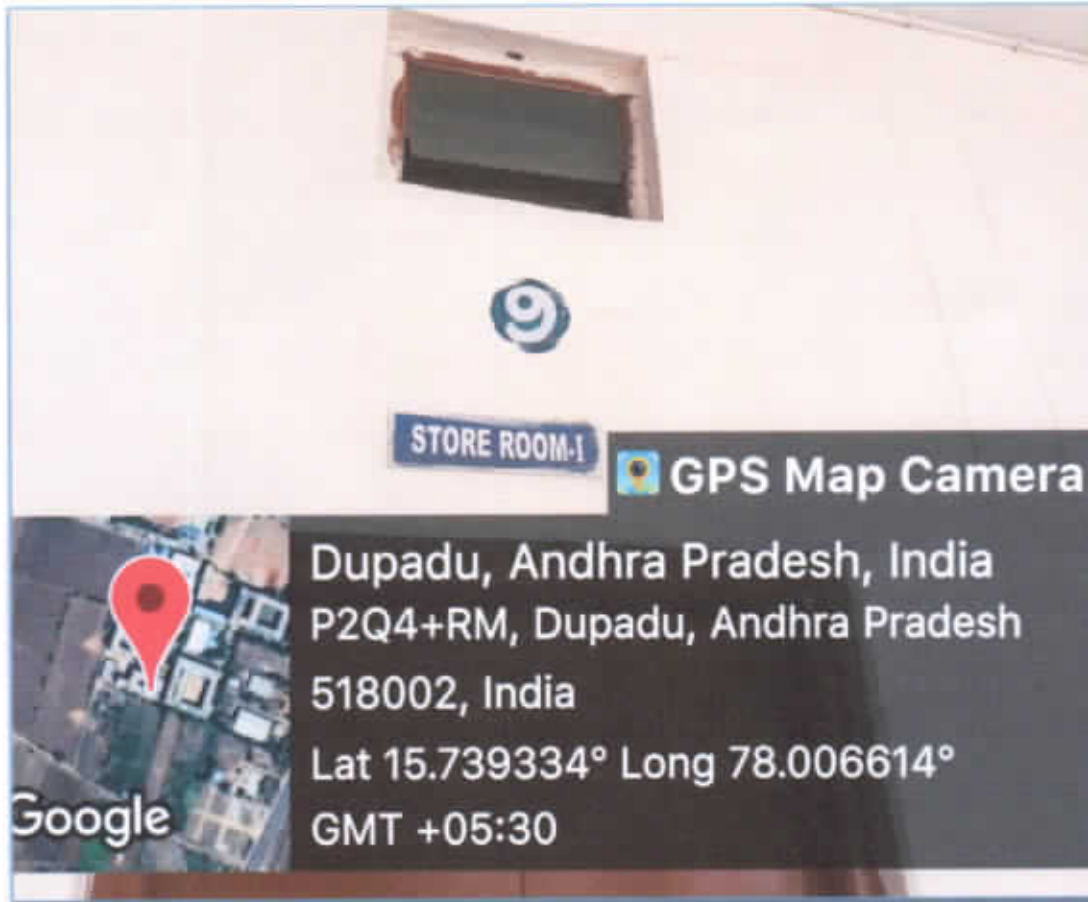 9
STORE ROOM-I
GPS Map Camera
Dupadu, Andhra Pradesh, India
P2Q4+RM, Dupadu, Andhra Pradesh
518002, India
Lat 15.739334° Long 78.006614°
GMT +05:30
Google